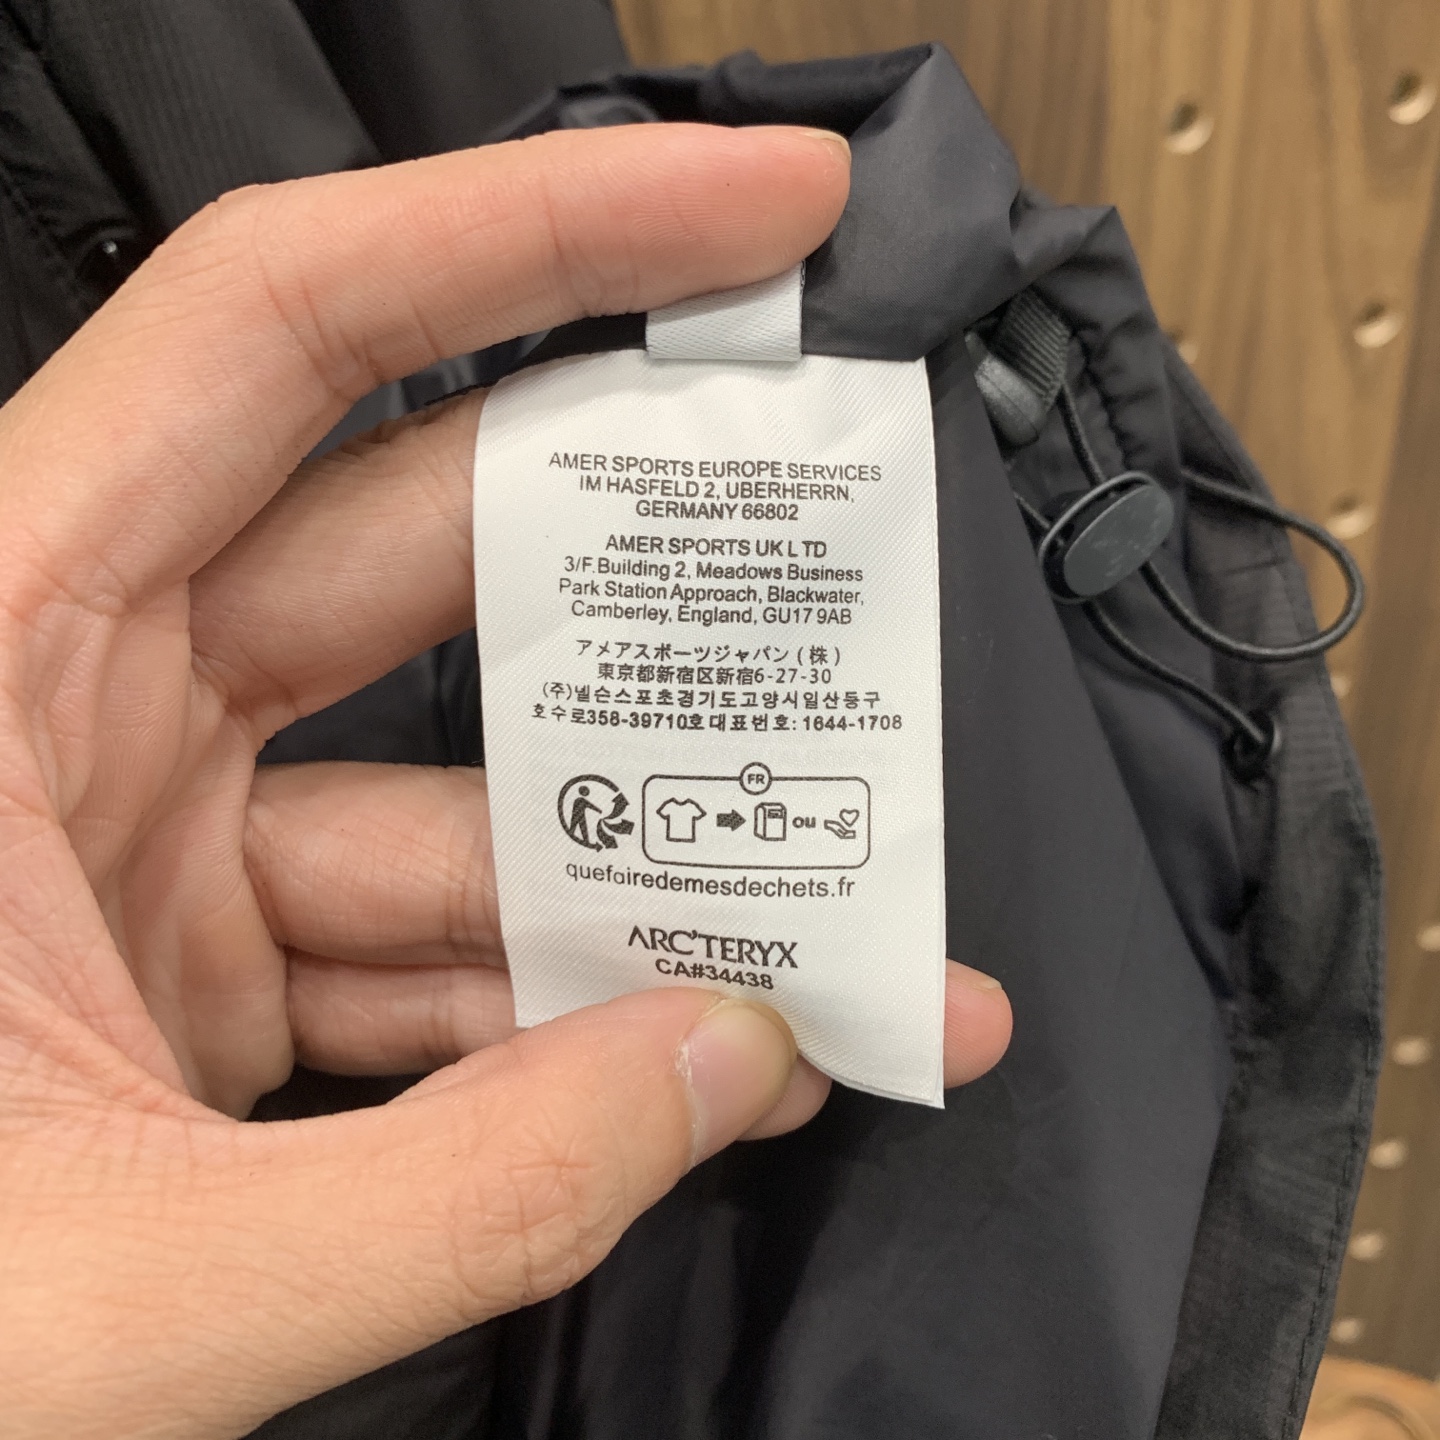 AMER SPORTS EUROPE SERVICES
IM HASFELD 2, UBERHERRN,
GERMANY 66802
AMER SPORTS UK LTD
3/F.Building 2, Meadows Business
Park Station Approach, Blackwater,
Camberley, England, GU17 9AB
アメアスポーツジャパン (株)
東京都新宿区新宿6-27-30
(주)넬슨스포츠경기도고양시일산동구
호수로358-39710호대표번호: 1644-1708
FR
ou
quefairedemesdechets.fr
ARC'TERYX
CA#34438